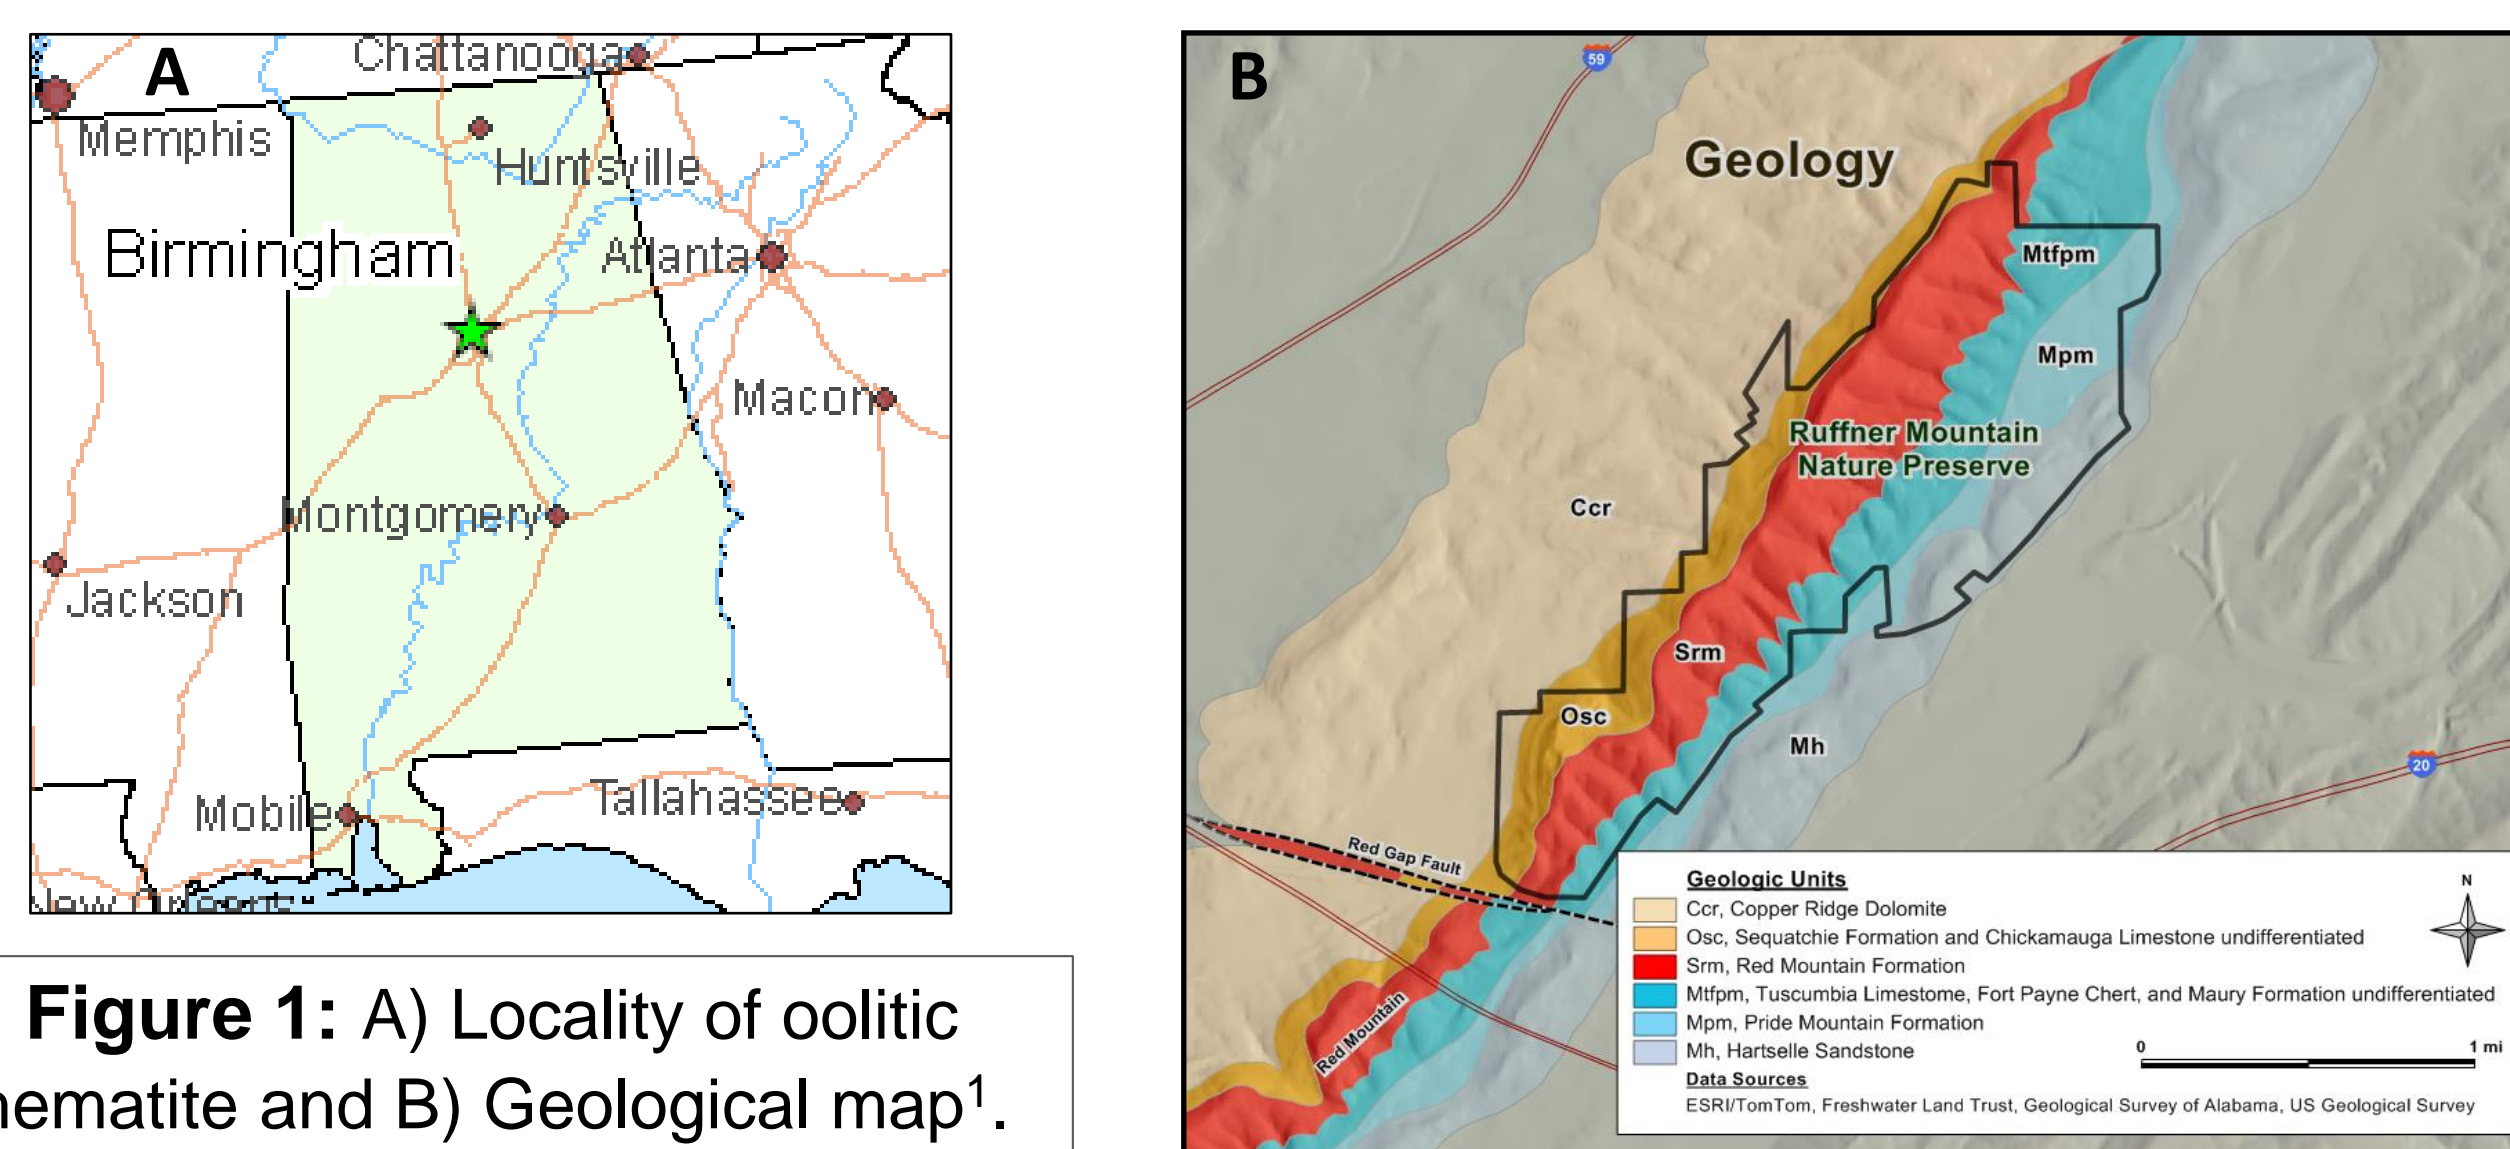 A
Chattanooga
Memphis
Huntsville
Birmingham
Atlanta
Macon
Montgomery
Jackson
Mobile
Tallahassee
New Orleans
Figure 1: A) Locality of oolitic
hematite and B) Geological map¹.
B
59
Geology
Mtfpm
Mpm
Ruffner Mountain
Nature Preserve
Ccr
Srm
Osc
Mh
20
Red Gap Fault
Red Mountain
Geologic Units
Ccr, Copper Ridge Dolomite
Osc, Sequatchie Formation and Chickamauga Limestone undifferentiated
Srm, Red Mountain Formation
Mtfpm, Tuscumbia Limestome, Fort Payne Chert, and Maury Formation undifferentiated
Mpm, Pride Mountain Formation
Mh, Hartselle Sandstone
N
0 1 mi
Data Sources
ESRI/TomTom, Freshwater Land Trust, Geological Survey of Alabama, US Geological Survey